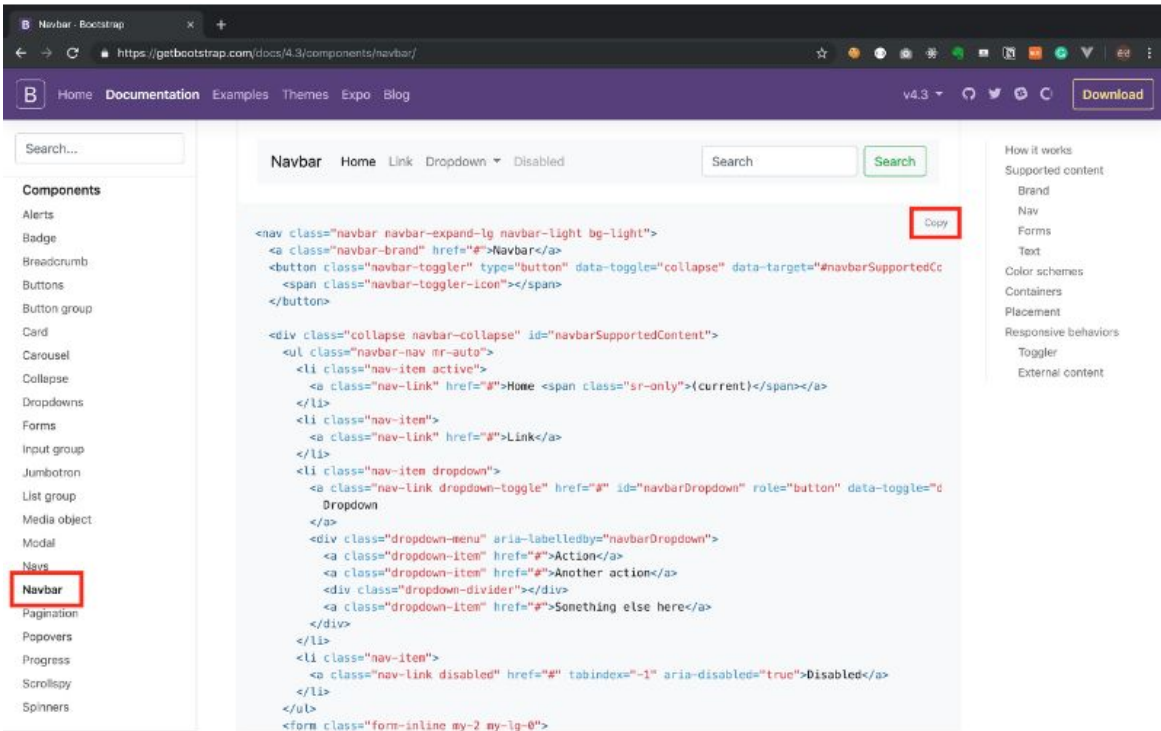 B Navbar · Bootstrap × +
https://getbootstrap.com/docs/4.3/components/navbar/
B Home Documentation Examples Themes Expo Blog v4.3 Download
Search...
Components
Alerts
Badge
Breadcrumb
Buttons
Button group
Card
Carousel
Collapse
Dropdowns
Forms
Input group
Jumbotron
List group
Media object
Modal
Navs
Navbar
Pagination
Popovers
Progress
Scrollspy
Spinners
Navbar Home Link Dropdown Disabled Search Search
Copy
<nav class="navbar navbar-expand-lg navbar-light bg-light">
<a class="navbar-brand" href="#">Navbar</a>
<button class="navbar-toggler" type="button" data-toggle="collapse" data-target="#navbarSupportedCc
<span class="navbar-toggler-icon"></span>
</button>
<div class="collapse navbar-collapse" id="navbarSupportedContent">
<ul class="navbar-nav mr-auto">
<li class="nav-item active">
<a class="nav-link" href="#">Home <span class="sr-only">(current)</span></a>
</li>
<li class="nav-item">
<a class="nav-link" href="#">Link</a>
</li>
<li class="nav-item dropdown">
<a class="nav-link dropdown-toggle" href="#" id="navbarDropdown" role="button" data-toggle="d
Dropdown
</a>
<div class="dropdown-menu" aria-labelledby="navbarDropdown">
<a class="dropdown-item" href="#">Action</a>
<a class="dropdown-item" href="#">Another action</a>
<div class="dropdown-divider"></div>
<a class="dropdown-item" href="#">Something else here</a>
</div>
</li>
<li class="nav-item">
<a class="nav-link disabled" href="#" tabindex="-1" aria-disabled="true">Disabled</a>
</li>
</ul>
<form class="form-inline my-2 my-lg-0">
How it works
Supported content
Brand
Nav
Forms
Text
Color schemes
Containers
Placement
Responsive behaviors
Toggler
External content